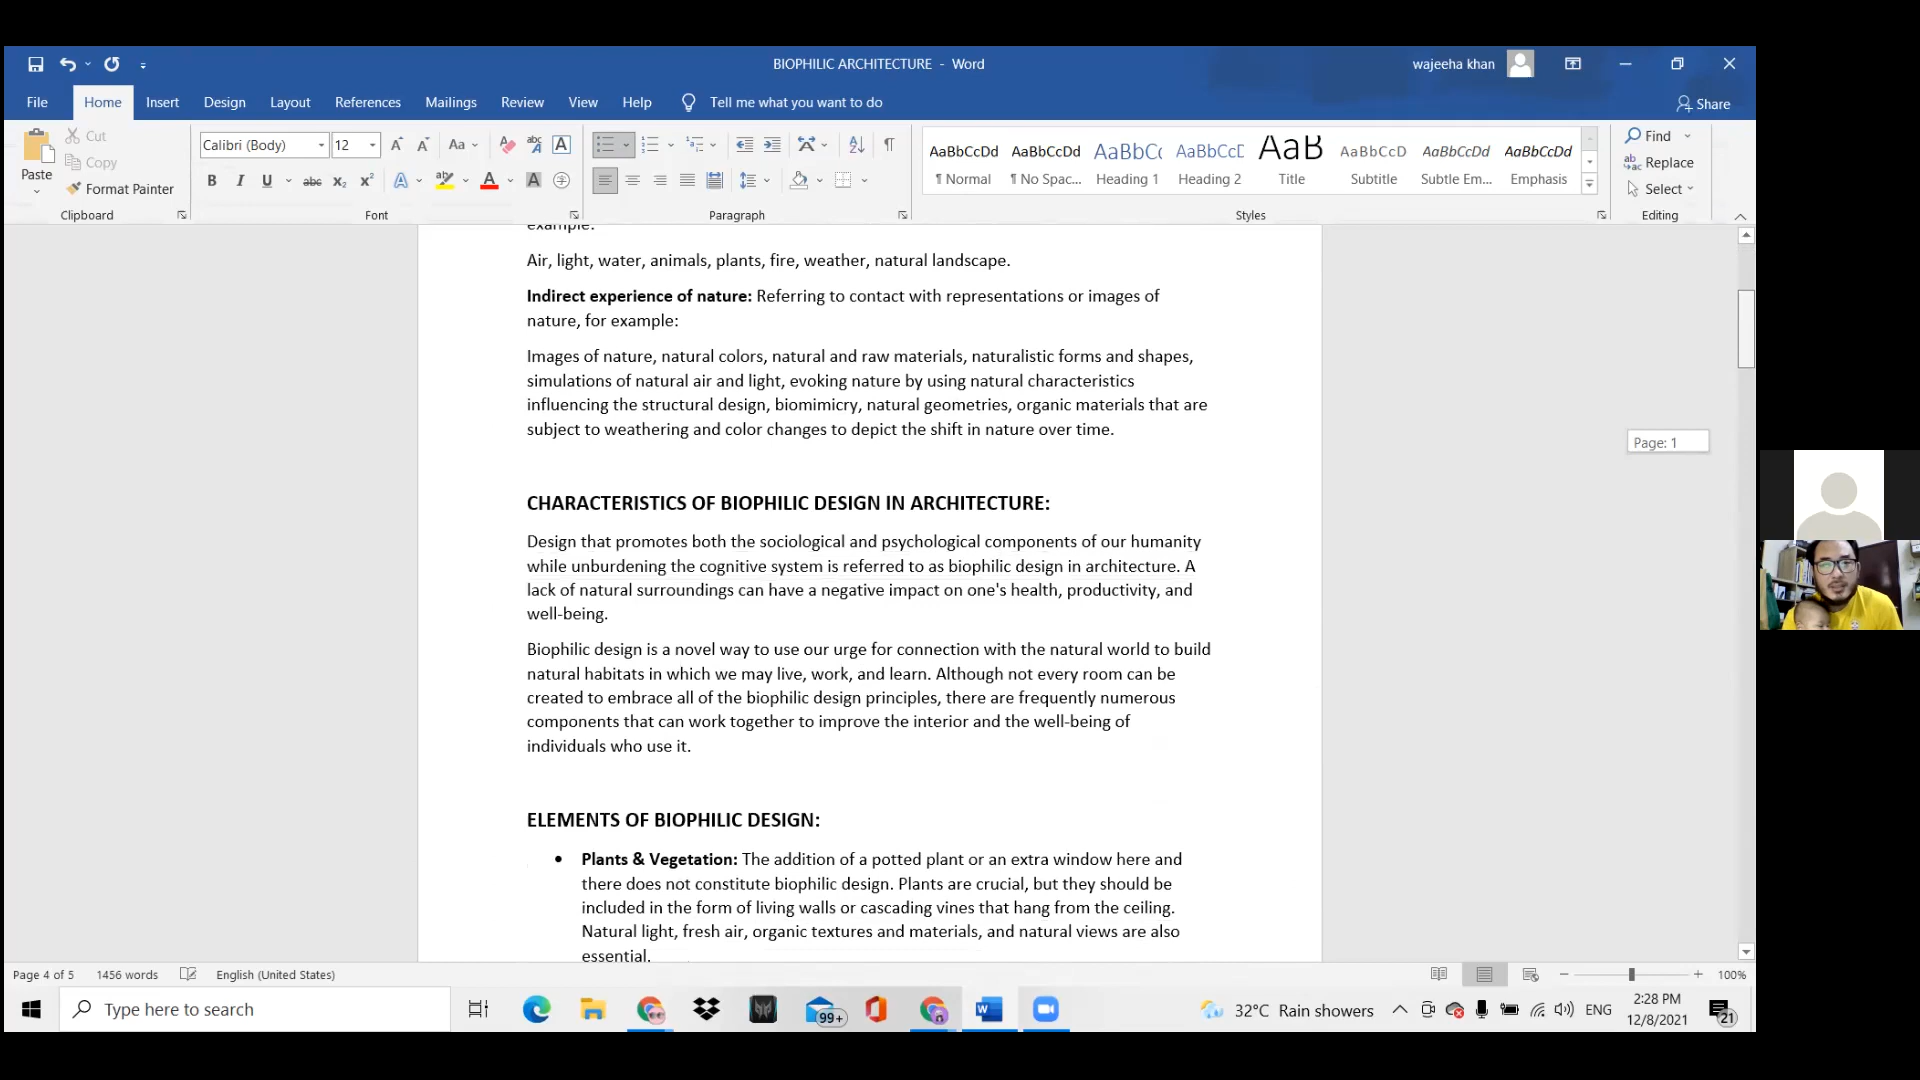 BIOPHILIC ARCHITECTURE - Word
wajeeha khan
File Home Insert Design Layout References Mailings Review View Help Tell me what you want to do
Share
Paste
Cut
Copy
Format Painter
Clipboard
Calibri (Body) 12
Font
Paragraph
AaBbCcDd AaBbCcDd AaBbCc AaBbCcD AaB AaBbCcD AaBbCcDd AaBbCcDd
¶ Normal ¶ No Spac... Heading 1 Heading 2 Title Subtitle Subtle Em... Emphasis
Styles
Find
Replace
Select
Editing
example:
Air, light, water, animals, plants, fire, weather, natural landscape.
Indirect experience of nature: Referring to contact with representations or images of
nature, for example:
Images of nature, natural colors, natural and raw materials, naturalistic forms and shapes,
simulations of natural air and light, evoking nature by using natural characteristics
influencing the structural design, biomimicry, natural geometries, organic materials that are
subject to weathering and color changes to depict the shift in nature over time.
Page: 1
CHARACTERISTICS OF BIOPHILIC DESIGN IN ARCHITECTURE:
Design that promotes both the sociological and psychological components of our humanity
while unburdening the cognitive system is referred to as biophilic design in architecture. A
lack of natural surroundings can have a negative impact on one's health, productivity, and
well-being.
Biophilic design is a novel way to use our urge for connection with the natural world to build
natural habitats in which we may live, work, and learn. Although not every room can be
created to embrace all of the biophilic design principles, there are frequently numerous
components that can work together to improve the interior and the well-being of
individuals who use it.
ELEMENTS OF BIOPHILIC DESIGN:
• Plants & Vegetation: The addition of a potted plant or an extra window here and
there does not constitute biophilic design. Plants are crucial, but they should be
included in the form of living walls or cascading vines that hang from the ceiling.
Natural light, fresh air, organic textures and materials, and natural views are also
essential.
Page 4 of 5 1456 words English (United States) 100%
Type here to search
99+
32°C Rain showers
ENG
2:28 PM
12/8/2021
21